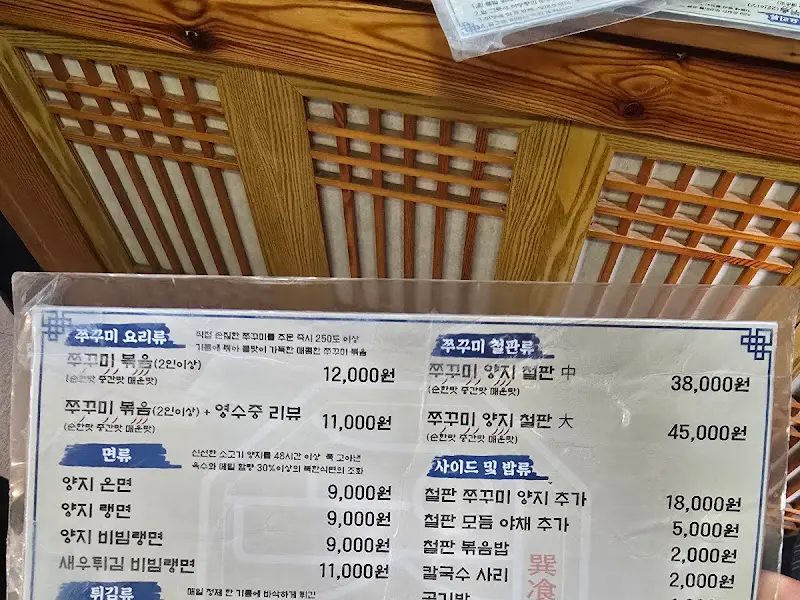 쭈꾸미 요리류
직접 손질한 쭈꾸미를 주문 즉시 250도 이상
기름에 볶아 불맛이 가득한 매콤한 쭈꾸미 볶음
쭈꾸미 볶음(2인이상) 12,000원
(순한맛 중간맛 매운맛)
쭈꾸미 볶음(2인이상) + 영수증 리뷰 11,000원
(순한맛 중간맛 매운맛)
면류
신선한 소고기 양지를 48시간 이상 푹 고아낸
육수와 메밀 함량 30%이상의 북한식면의 조화
양지 온면 9,000원
양지 랭면 9,000원
양지 비빔랭면 9,000원
새우튀김 비빔랭면 11,000원
튀김류
매일 정제 한 기름에 바삭하게 튀긴
쭈꾸미 철판류
쭈꾸미 양지 철판 中 38,000원
(순한맛 중간맛 매운맛)
쭈꾸미 양지 철판 大 45,000원
(순한맛 중간맛 매운맛)
사이드 및 밥류
철판 쭈꾸미 양지 추가 18,000원
철판 모듬 야채 추가 5,000원
철판 볶음밥 2,000원
칼국수 사리 2,000원
공기밥